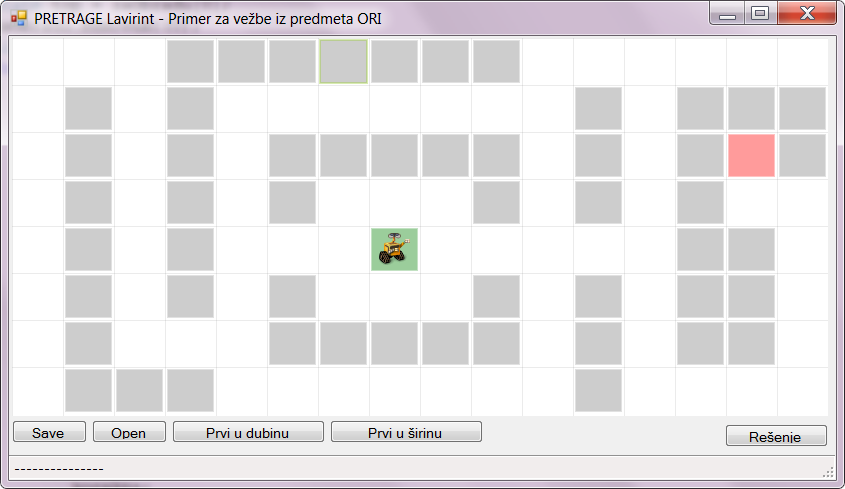 PRETRAGE Lavirint - Primer za vežbe iz predmeta ORI
Save
Open
Prvi u dubinu
Prvi u širinu
Rešenje
---------------